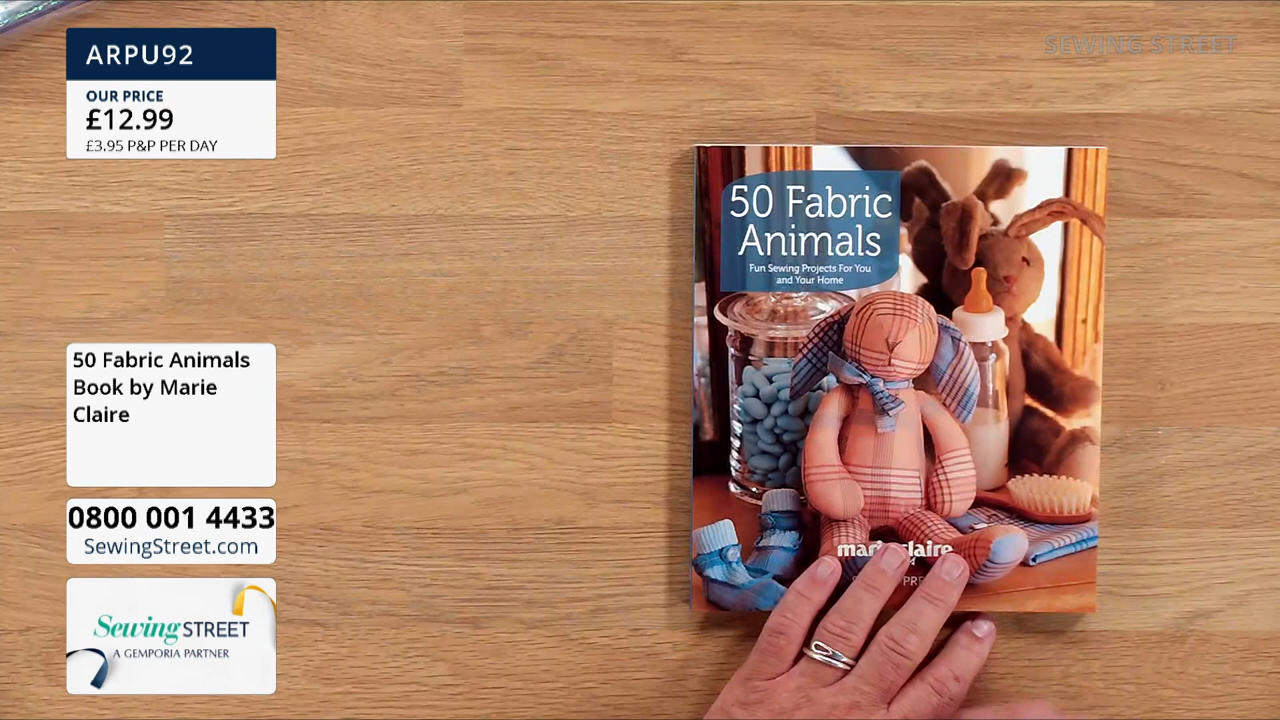 ARPU92
OUR PRICE
£12.99
£3.95 P&P PER DAY
SEWING STREET
50 Fabric
Animals
Fun Sewing Projects For You
and Your Home
50 Fabric Animals
Book by Marie
Claire
0800 001 4433
SewingStreet.com
Sewing STREET
A GEMPORIA PARTNER